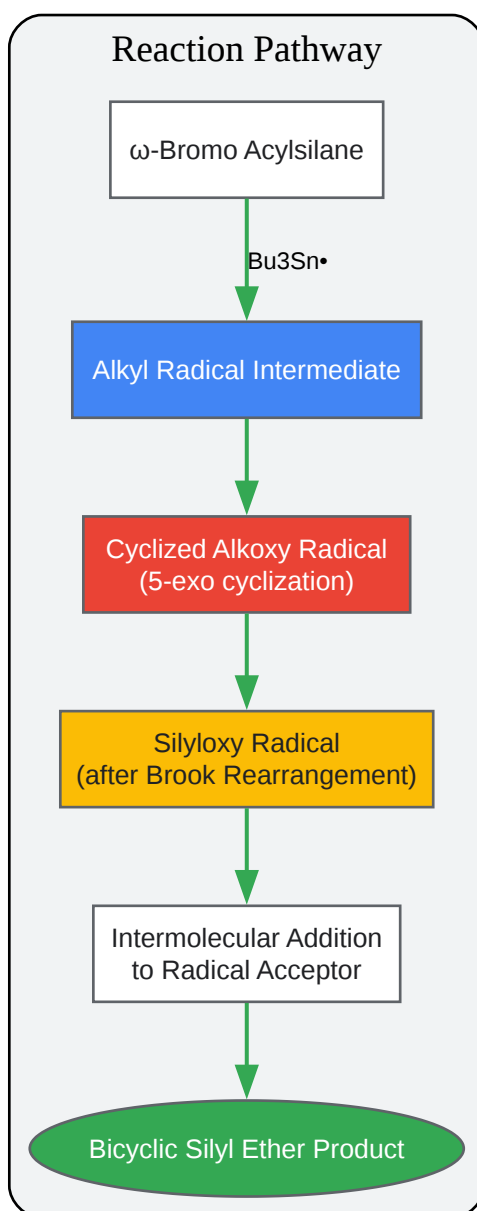 Reaction Pathway
ω-Bromo Acylsilane
Bu3Sn•
Alkyl Radical Intermediate
Cyclized Alkoxy Radical
(5-exo cyclization)
Silyloxy Radical
(after Brook Rearrangement)
Intermolecular Addition
to Radical Acceptor
Bicyclic Silyl Ether Product